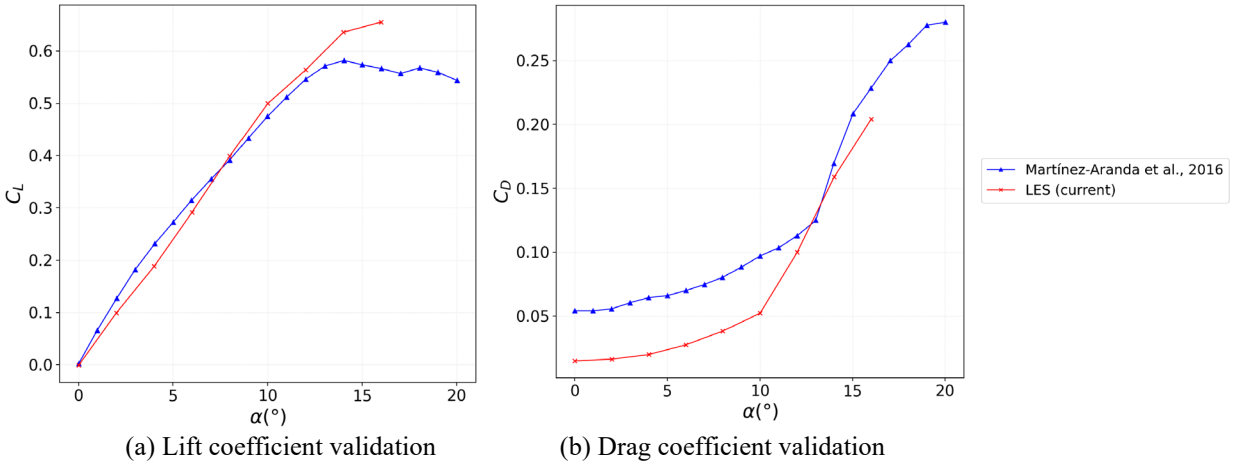 0.6
0.5
0.4
0.3
0.2
0.1
0.0
C_L
0 5 10 15 20
α(°)
(a) Lift coefficient validation
0.25
0.20
0.15
0.10
0.05
C_D
0 5 10 15 20
α(°)
(b) Drag coefficient validation
Martínez-Aranda et al., 2016
LES (current)